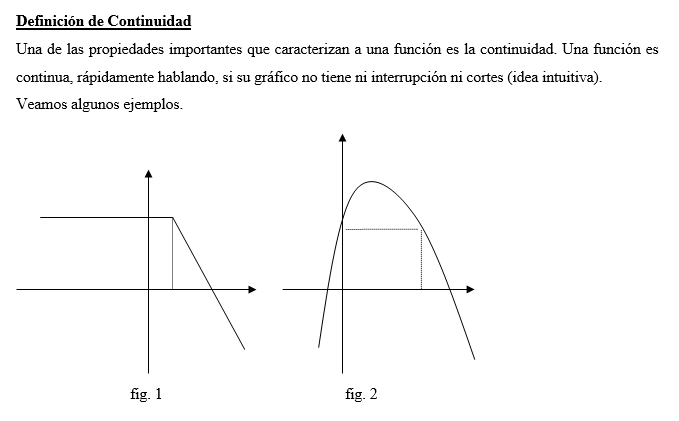 Definición de Continuidad
Una de las propiedades importantes que caracterizan a una función es la continuidad. Una función es
continua, rápidamente hablando, si su gráfico no tiene ni interrupción ni cortes (idea intuitiva).
Veamos algunos ejemplos.
fig. 1
fig. 2